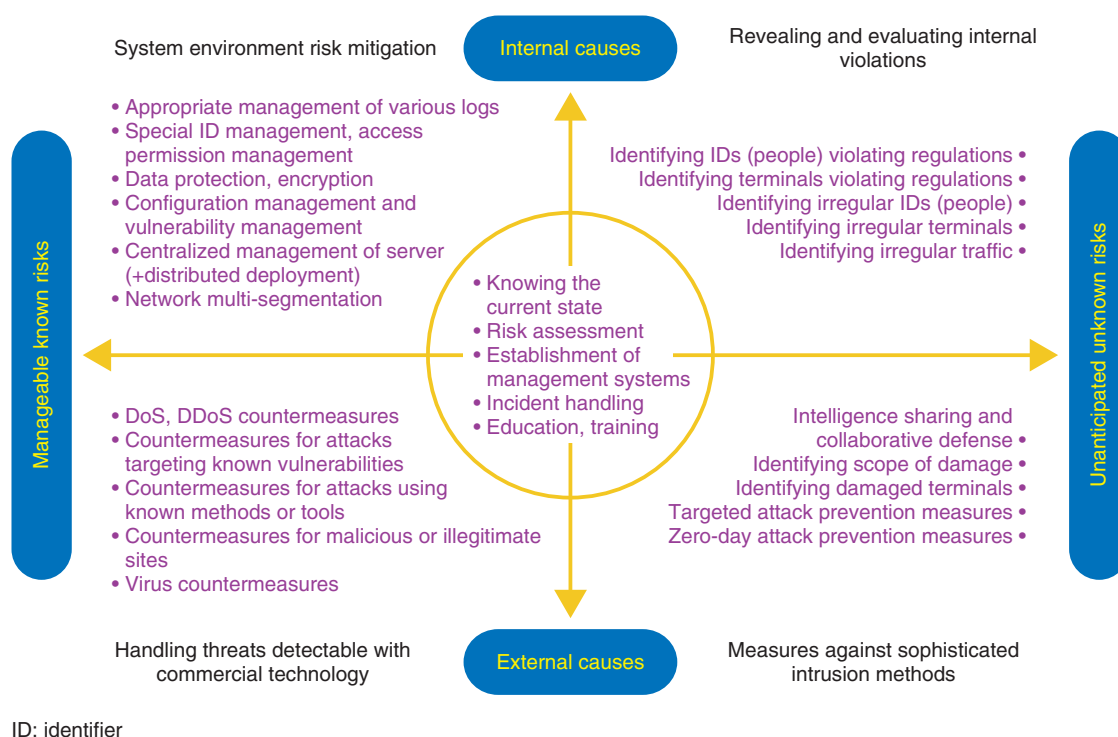 System environment risk mitigation
Internal causes
Revealing and evaluating internal
violations
• Appropriate management of various logs
• Special ID management, access
permission management
• Data protection, encryption
• Configuration management and
vulnerability management
• Centralized management of server
(+distributed deployment)
• Network multi-segmentation
Identifying IDs (people) violating regulations •
Identifying terminals violating regulations •
Identifying irregular IDs (people) •
Identifying irregular terminals •
Identifying irregular traffic •
Manageable known risks
• Knowing the
current state
• Risk assessment
• Establishment of
management systems
• Incident handling
• Education, training
Unanticipated unknown risks
• DoS, DDoS countermeasures
• Countermeasures for attacks
targeting known vulnerabilities
• Countermeasures for attacks using
known methods or tools
• Countermeasures for malicious or illegitimate
sites
• Virus countermeasures
Intelligence sharing and
collaborative defense •
Identifying scope of damage •
Identifying damaged terminals •
Targeted attack prevention measures •
Zero-day attack prevention measures •
Handling threats detectable with
commercial technology
External causes
Measures against sophisticated
intrusion methods
ID: identifier